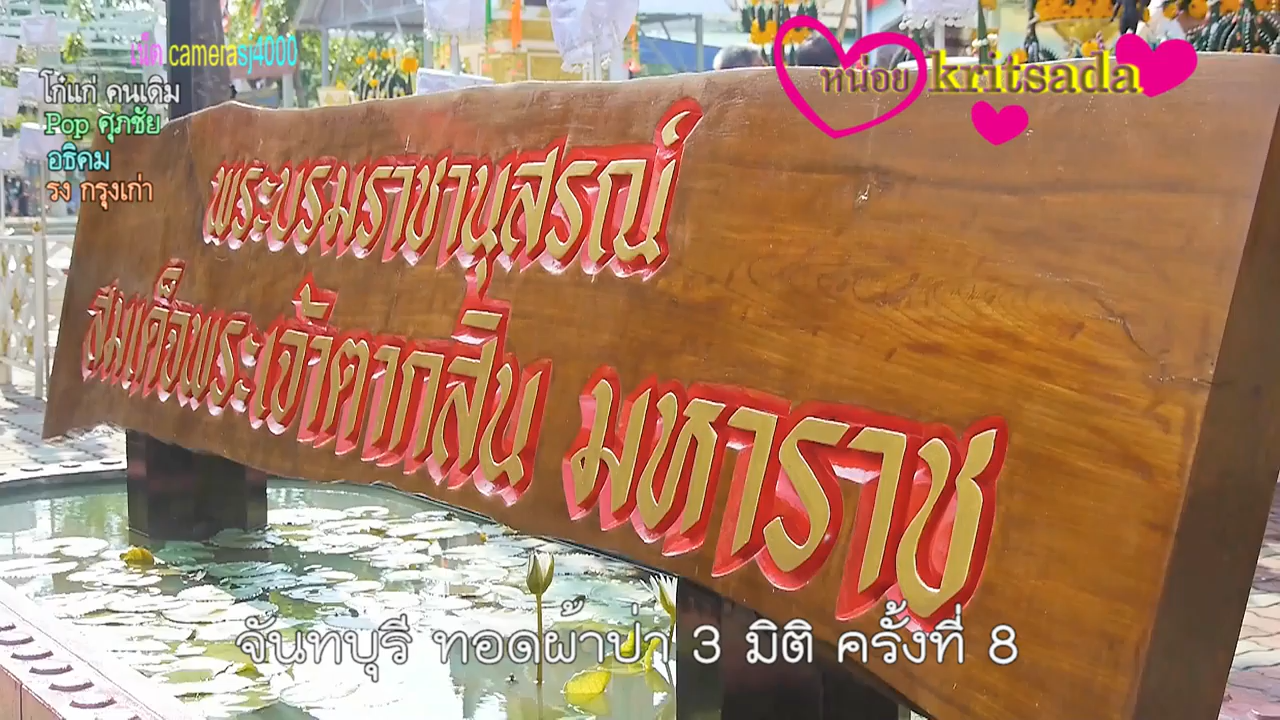 เน็ต camerasj4000
โก๋แก่ คนเดิม
Pop ศุภชัย
อธิคม
รง กรุงเก่า
หน่อย kritsada
พระบรมราชานุสรณ์
สมเด็จพระเจ้าตากสิน มหาราช
จันทบุรี ทอดผ้าป่า 3 มิติ ครั้งที่ 8